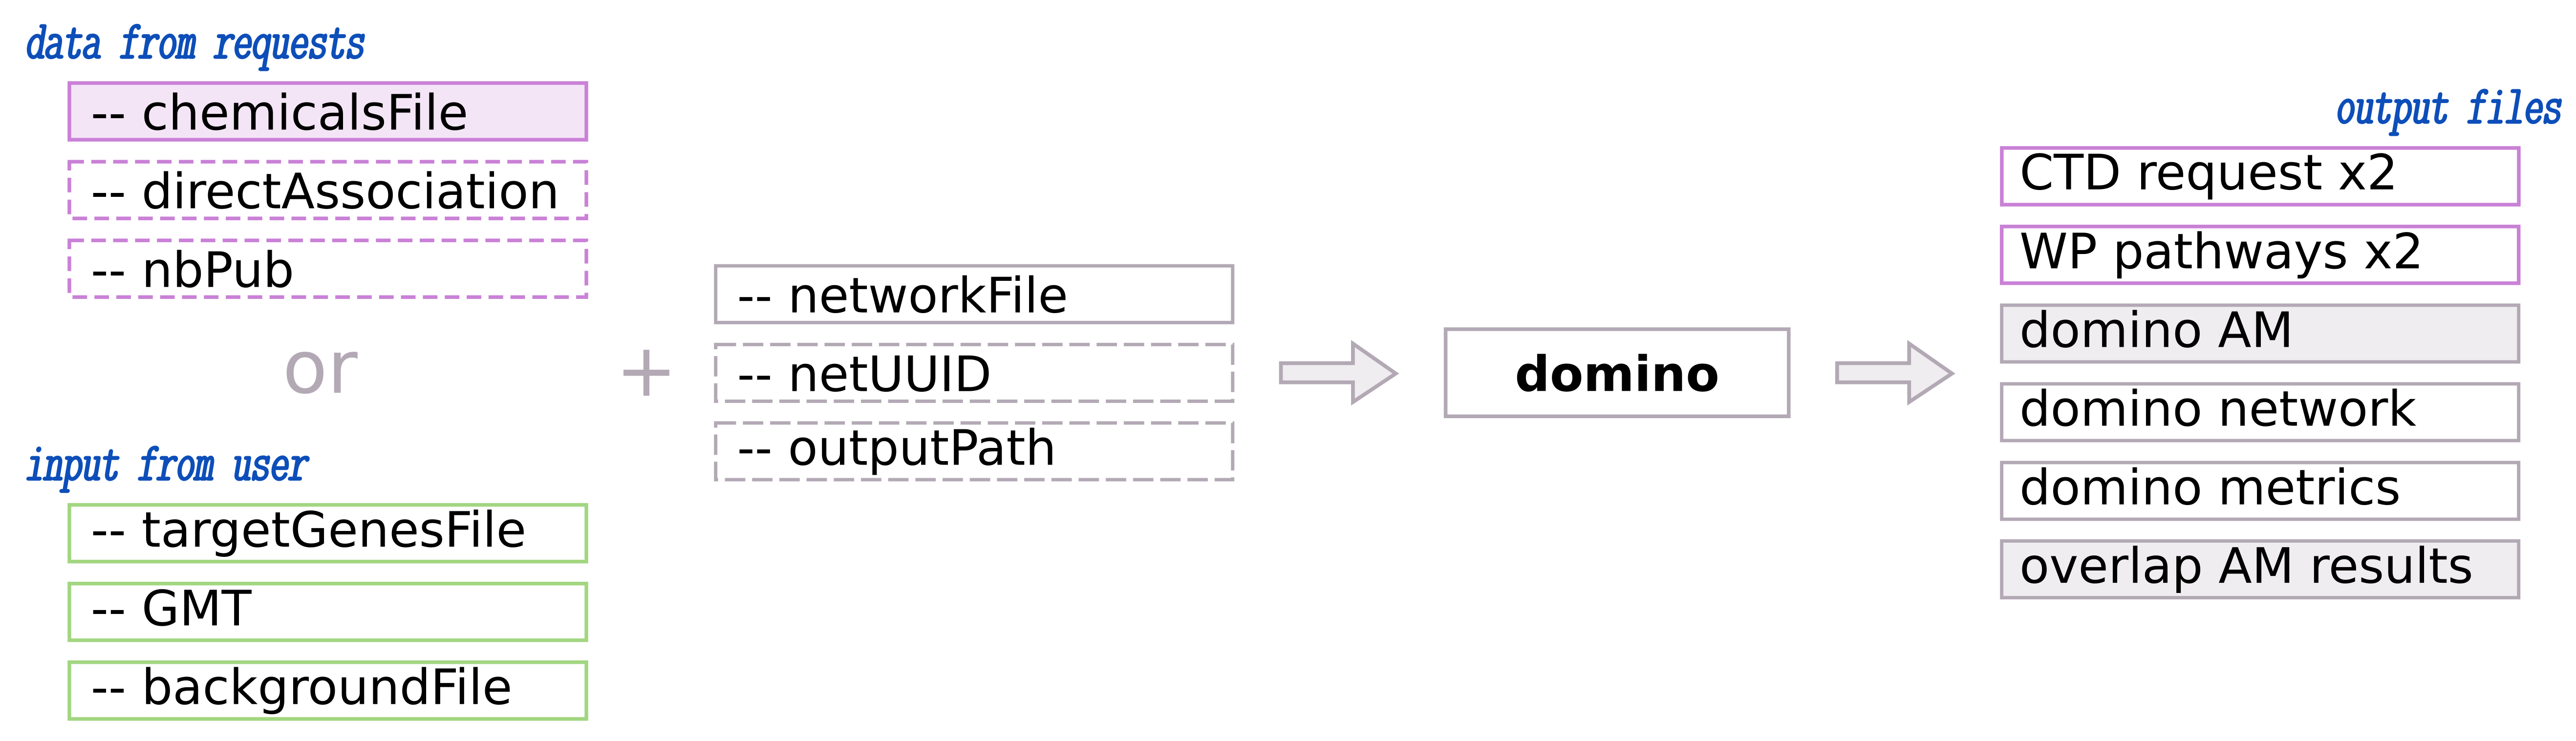 data from requests
-- chemicalsFile
-- directAssociation
-- nbPub
or
input from user
-- targetGenesFile
-- GMT
-- backgroundFile
+
-- networkFile
-- netUUID
-- outputPath
domino
output files
CTD request x2
WP pathways x2
domino AM
domino network
domino metrics
overlap AM results